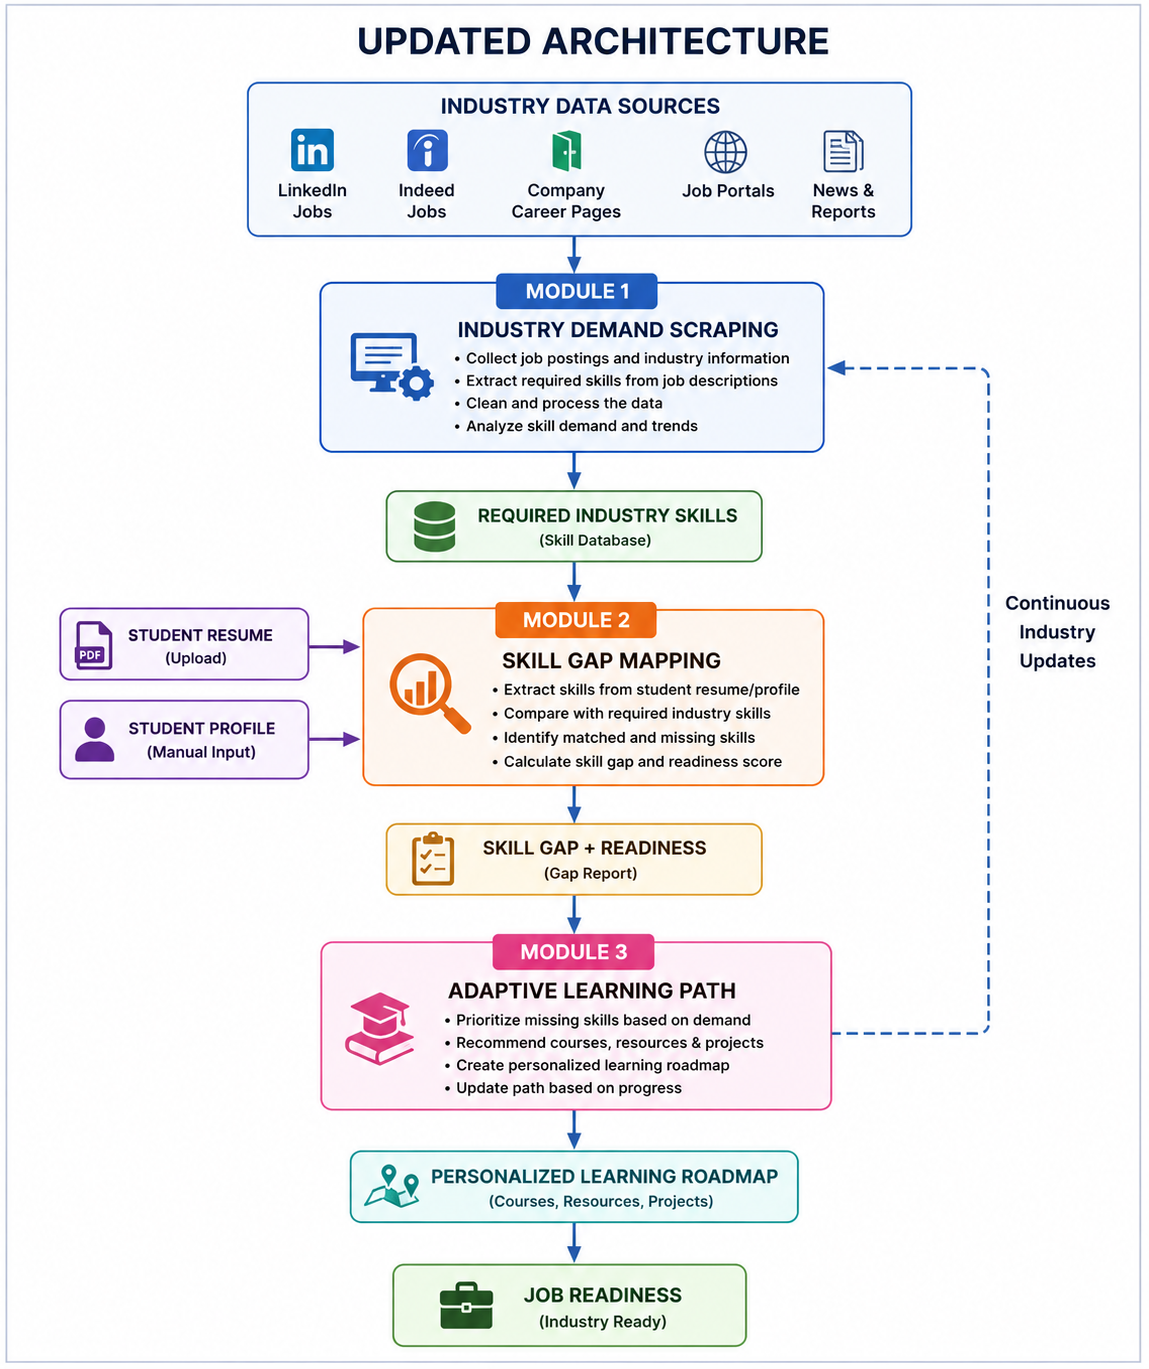 UPDATED ARCHITECTURE
INDUSTRY DATA SOURCES
in
LinkedIn
Jobs
Indeed
Jobs
Company
Career Pages
Job Portals
News &
Reports
MODULE 1
INDUSTRY DEMAND SCRAPING
• Collect job postings and industry information
• Extract required skills from job descriptions
• Clean and process the data
• Analyze skill demand and trends
REQUIRED INDUSTRY SKILLS
(Skill Database)
Continuous
Industry
Updates
PDF
STUDENT RESUME
(Upload)
STUDENT PROFILE
(Manual Input)
MODULE 2
SKILL GAP MAPPING
• Extract skills from student resume/profile
• Compare with required industry skills
• Identify matched and missing skills
• Calculate skill gap and readiness score
SKILL GAP + READINESS
(Gap Report)
MODULE 3
ADAPTIVE LEARNING PATH
• Prioritize missing skills based on demand
• Recommend courses, resources & projects
• Create personalized learning roadmap
• Update path based on progress
PERSONALIZED LEARNING ROADMAP
(Courses, Resources, Projects)
JOB READINESS
(Industry Ready)